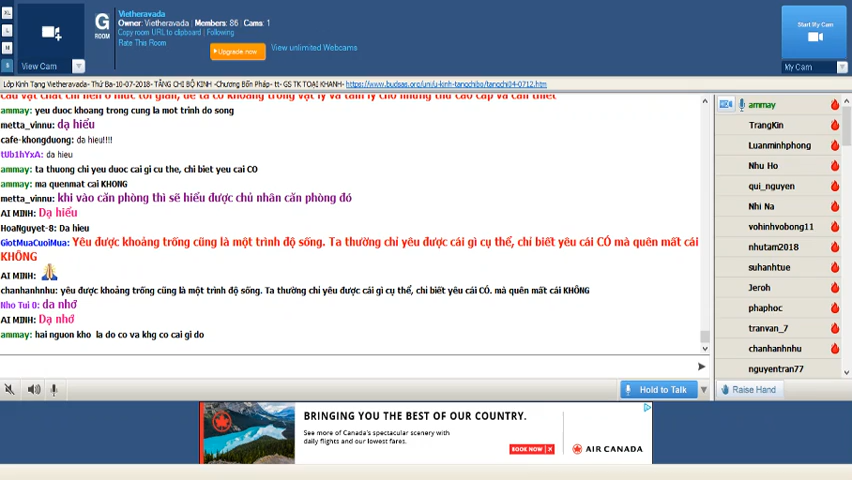 XL
L
M
View Cam
G
ROOM
Vietheravada
Owner: Vietheravada | Members: 86 | Cams: 1
Copy room URL to clipboard | Following
Rate This Room
Upgrade now
View unlimited Webcams
Start My Cam
My Cam
Lớp Kinh Tạng Vietheravada- Thứ Ba-10-07-2018- TĂNG CHI BỘ KINH -Chương Bốn Pháp- tt- GS TK TOẠI KHANH- https://www.budsas.org/uni/u-kinh-tangchibo/tangchi04-0712.htm
ammay: yeu duoc khoang trong cung la mot trinh do song
metta_vinnu: dạ hiểu
cafe-khongduong: da hieu!!!!
tUb1hYxA: da hieu
ammay: ta thuong chi yeu duoc cai gi cu the, chi biet yeu cai CO
ammay: ma quenmat cai KHONG
metta_vinnu: khi vào căn phòng thì sẽ hiểu được chủ nhân căn phòng đó
AI MINH: Dạ hiểu
HoaNguyet-8: Da hieu
GiotMuaCuoiMua: Yêu được khoảng trống cũng là một trình độ sống. Ta thường chỉ yêu được cái gì cụ thể, chỉ biết yêu cái CÓ mà quên mất cái
KHÔNG
AI MINH:
chanhanhnhu: yêu được khoảng trống cũng là một trình độ sống. Ta thường chỉ yêu được cái gì cụ thể, chỉ biết yêu cái CÓ. mà quên mất cái KHÔNG
Nho Tui 0: da nhớ
AI MINH: Dạ nhớ
ammay: hai nguon kho la do co va khg co cai gi do
ammay
TrangKin
Luanminhphong
Nhu Ho
qui_nguyen
Nhi Na
vohinhvobong11
nhutam2018
suhanhtue
Jeroh
phaphoc
tranvan_7
chanhanhnhu
nguyentran77
Hold to Talk
Raise Hand
BRINGING YOU THE BEST OF OUR COUNTRY.
See more of Canada's spectacular scenery with
daily flights and our lowest fares.
BOOK NOW
AIR CANADA